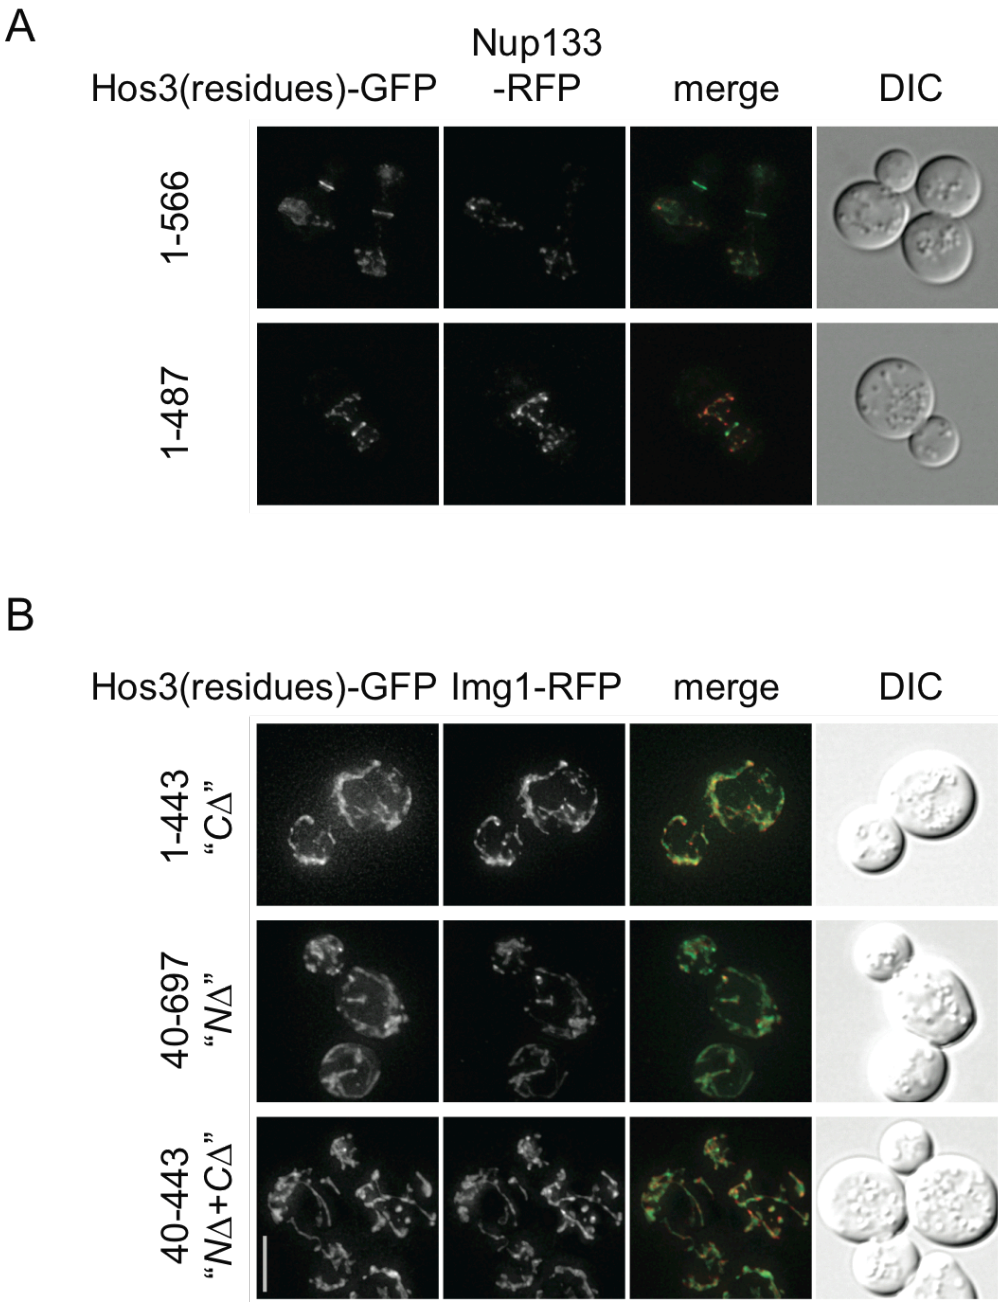 A
Nup133
Hos3(residues)-GFP -RFP merge DIC
1-566
1-487
B
Hos3(residues)-GFP Img1-RFP merge DIC
1-443
“CΔ”
40-697
“NΔ”
40-443
“NΔ+CΔ”